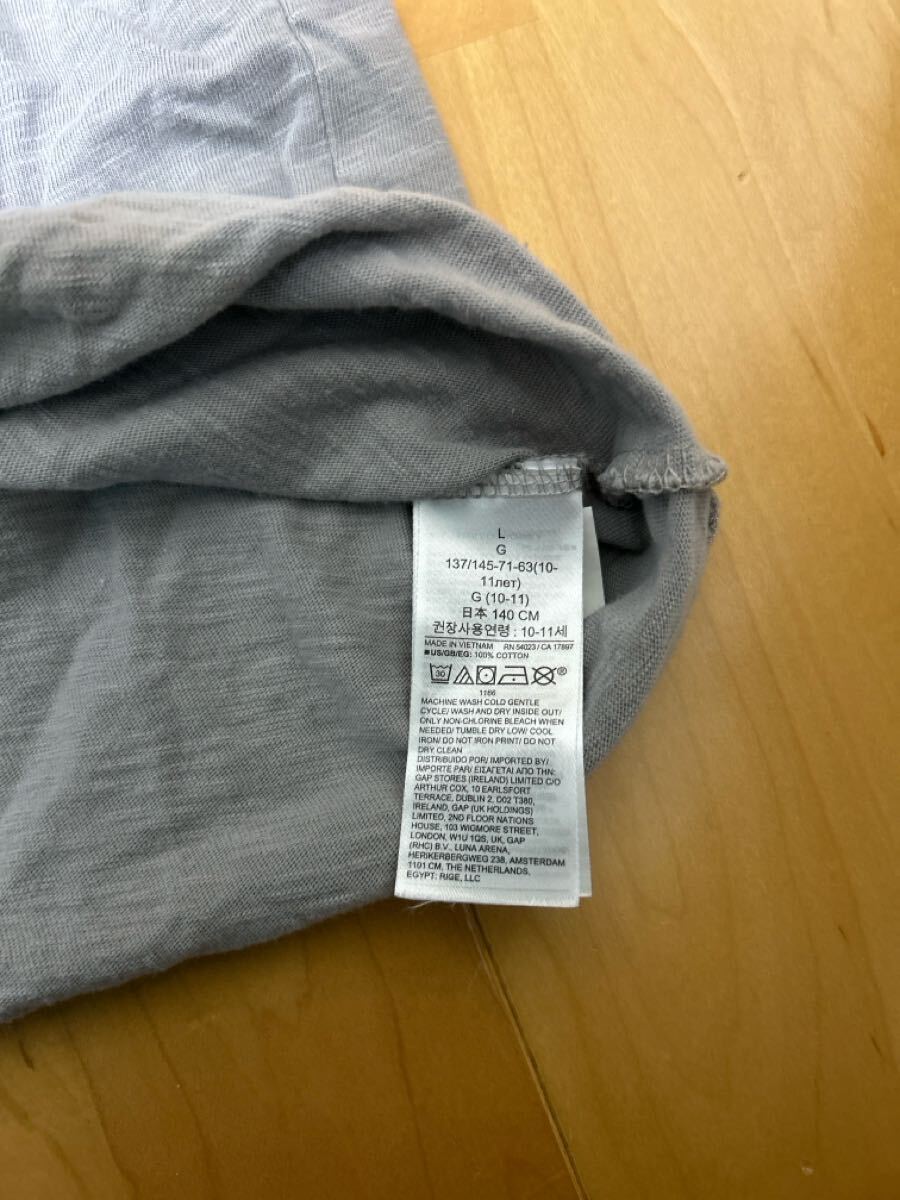 L
G
137/145-71-63(10-
11лет)
G (10-11)
日本 140 CM
권장사용연령 : 10-11세
MADE IN VIETNAM RN 54023 / CA 17897
■ US/GB/EG: 100% COTTON
30 ®
1186
MACHINE WASH COLD GENTLE
CYCLE/ WASH AND DRY INSIDE OUT/
ONLY NON-CHLORINE BLEACH WHEN
NEEDED/ TUMBLE DRY LOW/ COOL
IRON/ DO NOT IRON PRINT/ DO NOT
DRY CLEAN
DISTRIBUIDO POR/ IMPORTED BY/
IMPORTE PAR/ ΕΙΣΑΓΕΤΑΙ ΑΠΟ ΤΗΝ:
GAP STORES (IRELAND) LIMITED C/O
ARTHUR COX, 10 EARLSFORT
TERRACE, DUBLIN 2, D02 T380,
IRELAND, GAP (UK HOLDINGS)
LIMITED, 2ND FLOOR NATIONS
HOUSE, 103 WIGMORE STREET,
LONDON, W1U 1QS, UK, GAP
(RHC) B.V., LUNA ARENA,
HERIKERBERGWEG 238, AMSTERDAM
1101 CM, THE NETHERLANDS,
EGYPT: RIGE, LLC